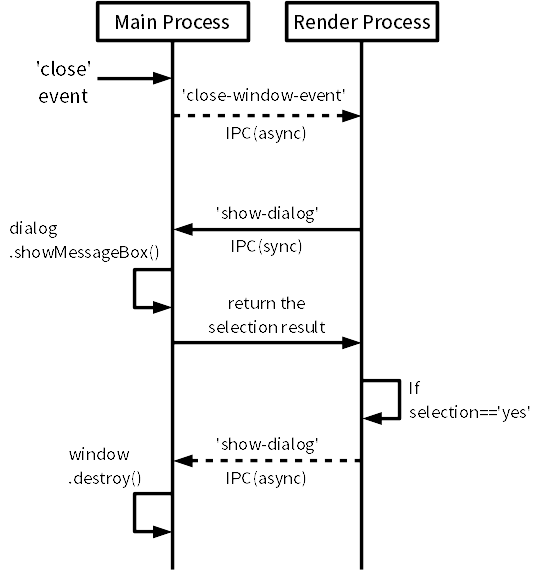 Main Process
Render Process
'close'
event
'close-window-event'
IPC(async)
'show-dialog'
IPC(sync)
dialog
.showMessageBox()
return the
selection result
If
selection=='yes'
'show-dialog'
IPC(async)
window
.destroy()